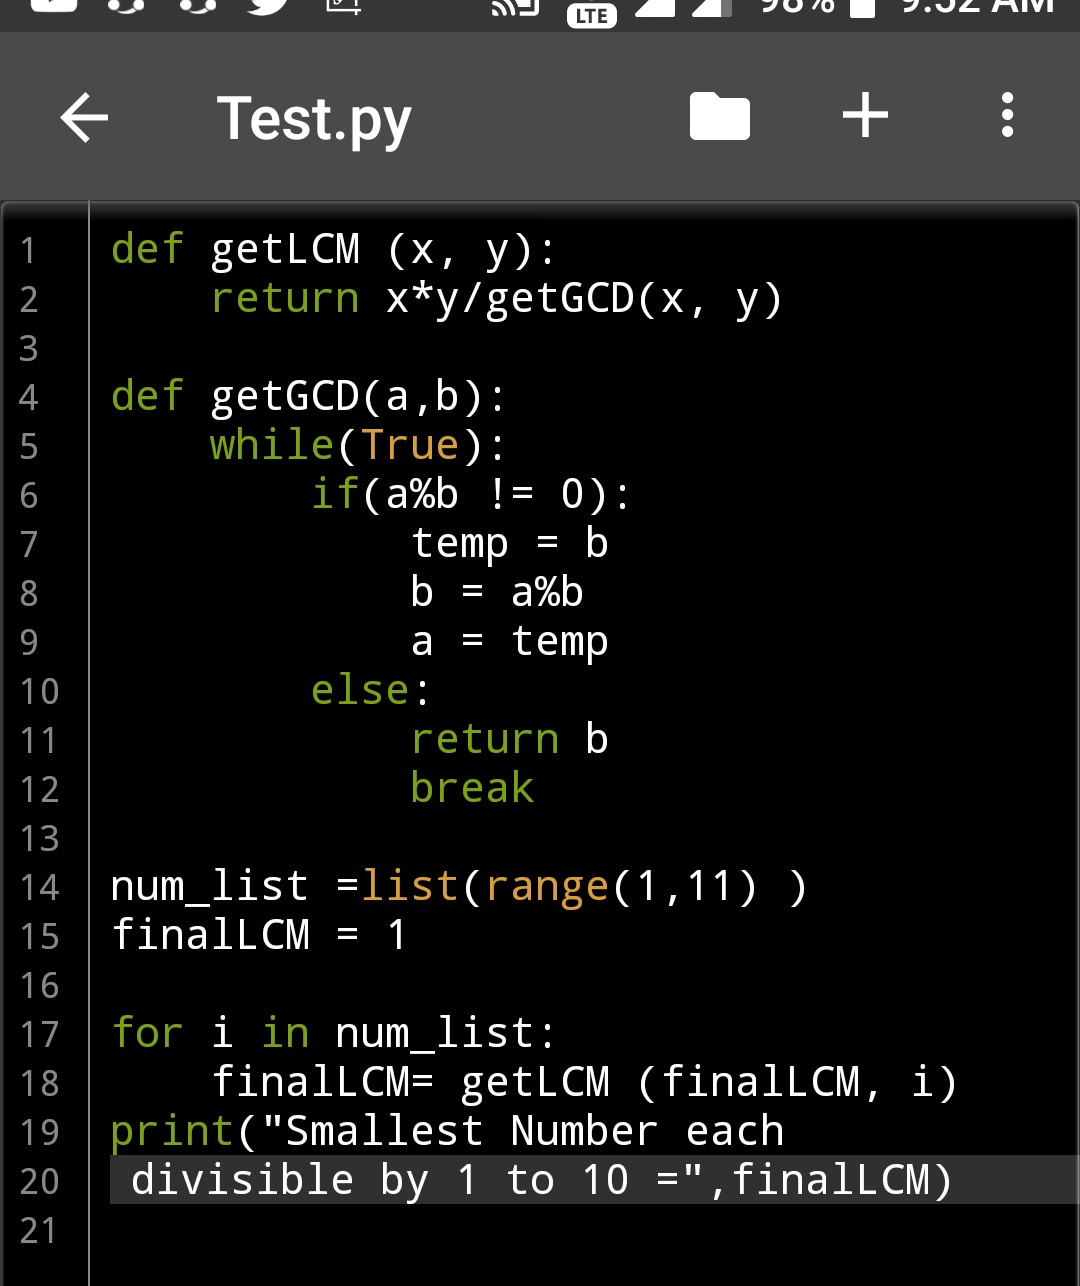 LTE 98% 9:52 AM
Test.py
1 def getLCM (x, y):
2     return x*y/getGCD(x, y)
3
4 def getGCD(a,b):
5     while(True):
6         if(a%b != 0):
7             temp = b
8             b = a%b
9             a = temp
10         else:
11             return b
12             break
13
14 num_list =list(range(1,11) )
15 finalLCM = 1
16
17 for i in num_list:
18     finalLCM= getLCM (finalLCM, i)
19 print("Smallest Number each
20  divisible by 1 to 10 =",finalLCM)
21